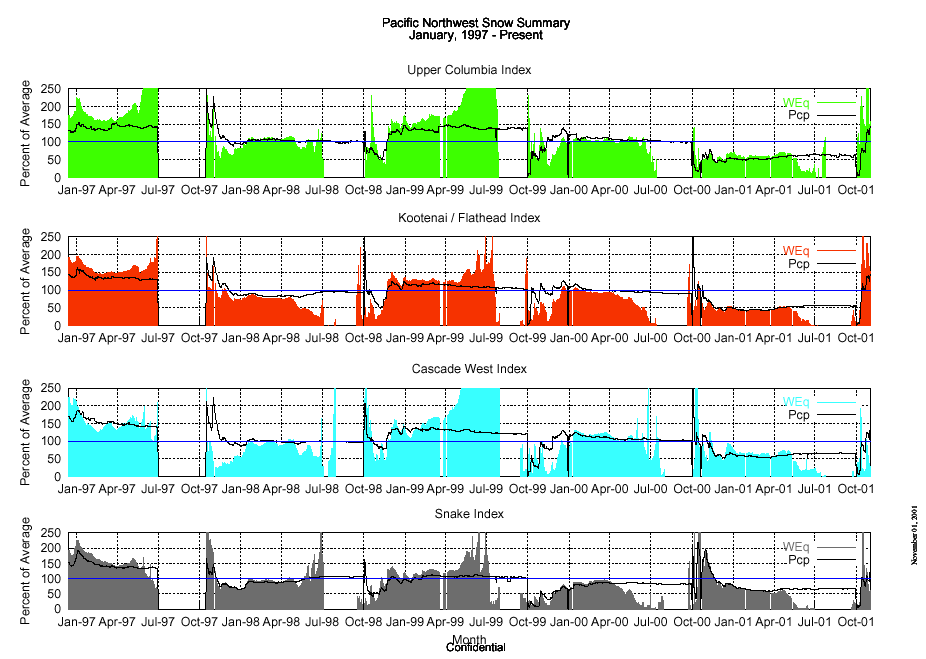 Pacific Northwest Snow Summary
January, 1997 - Present
Upper Columbia Index
Percent of Average
250
200
150
100
50
0
WEq
Pcp
Jan-97 Apr-97 Jul-97 Oct-97 Jan-98 Apr-98 Jul-98 Oct-98 Jan-99 Apr-99 Jul-99 Oct-99 Jan-00 Apr-00 Jul-00 Oct-00 Jan-01 Apr-01 Jul-01 Oct-01
Kootenai / Flathead Index
Percent of Average
250
200
150
100
50
0
WEq
Pcp
Jan-97 Apr-97 Jul-97 Oct-97 Jan-98 Apr-98 Jul-98 Oct-98 Jan-99 Apr-99 Jul-99 Oct-99 Jan-00 Apr-00 Jul-00 Oct-00 Jan-01 Apr-01 Jul-01 Oct-01
Cascade West Index
Percent of Average
250
200
150
100
50
0
WEq
Pcp
Jan-97 Apr-97 Jul-97 Oct-97 Jan-98 Apr-98 Jul-98 Oct-98 Jan-99 Apr-99 Jul-99 Oct-99 Jan-00 Apr-00 Jul-00 Oct-00 Jan-01 Apr-01 Jul-01 Oct-01
Snake Index
Percent of Average
250
200
150
100
50
0
WEq
Pcp
Jan-97 Apr-97 Jul-97 Oct-97 Jan-98 Apr-98 Jul-98 Oct-98 Jan-99 Apr-99 Jul-99 Oct-99 Jan-00 Apr-00 Jul-00 Oct-00 Jan-01 Apr-01 Jul-01 Oct-01
Month
Confidential
November 01, 2001